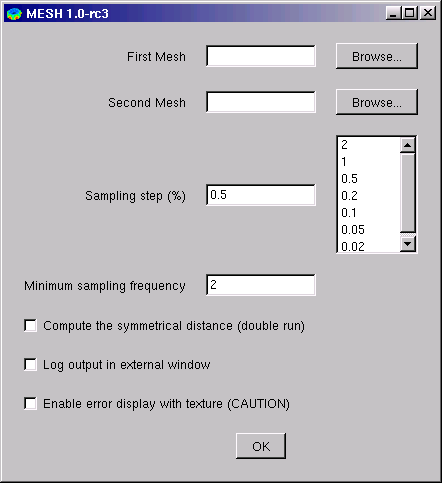 MESH 1.0-rc3
First Mesh
Browse...
Second Mesh
Browse...
Sampling step (%)
0.5
2
1
0.5
0.2
0.1
0.05
0.02
Minimum sampling frequency
2
Compute the symmetrical distance (double run)
Log output in external window
Enable error display with texture (CAUTION)
OK